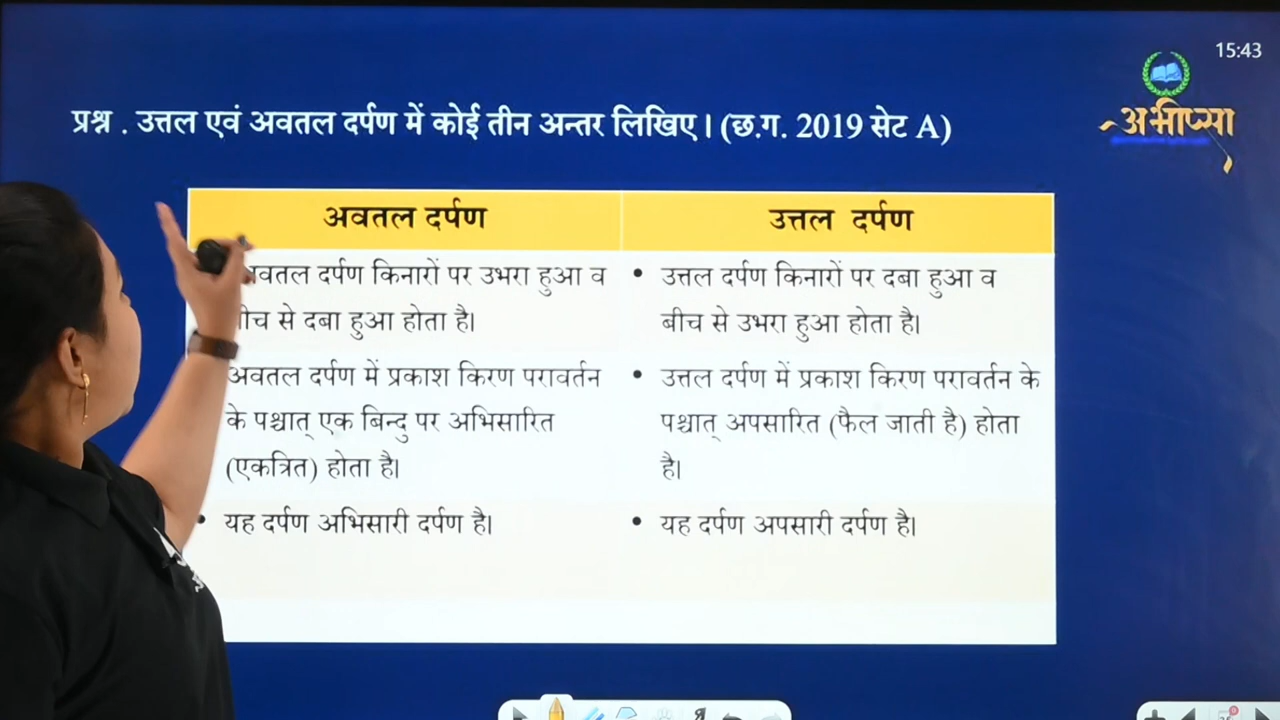 15:43
अभीप्सा
प्रश्न . उत्तल एवं अवतल दर्पण में कोई तीन अन्तर लिखिए। (छ.ग. 2019 सेट A)
अवतल दर्पण
उत्तल दर्पण
दर्पण किनारों पर उभरा हुआ व
से दबा हुआ होता है।
• उत्तल दर्पण किनारों पर दबा हुआ व
बीच से उभरा हुआ होता है।
अवतल दर्पण में प्रकाश किरण परावर्तन
के पश्चात् एक बिन्दु पर अभिसारित
(एकत्रित) होता है।
• उत्तल दर्पण में प्रकाश किरण परावर्तन के
पश्चात् अपसारित (फैल जाती है) होता
है।
• यह दर्पण अभिसारी दर्पण है।
• यह दर्पण अपसारी दर्पण है।